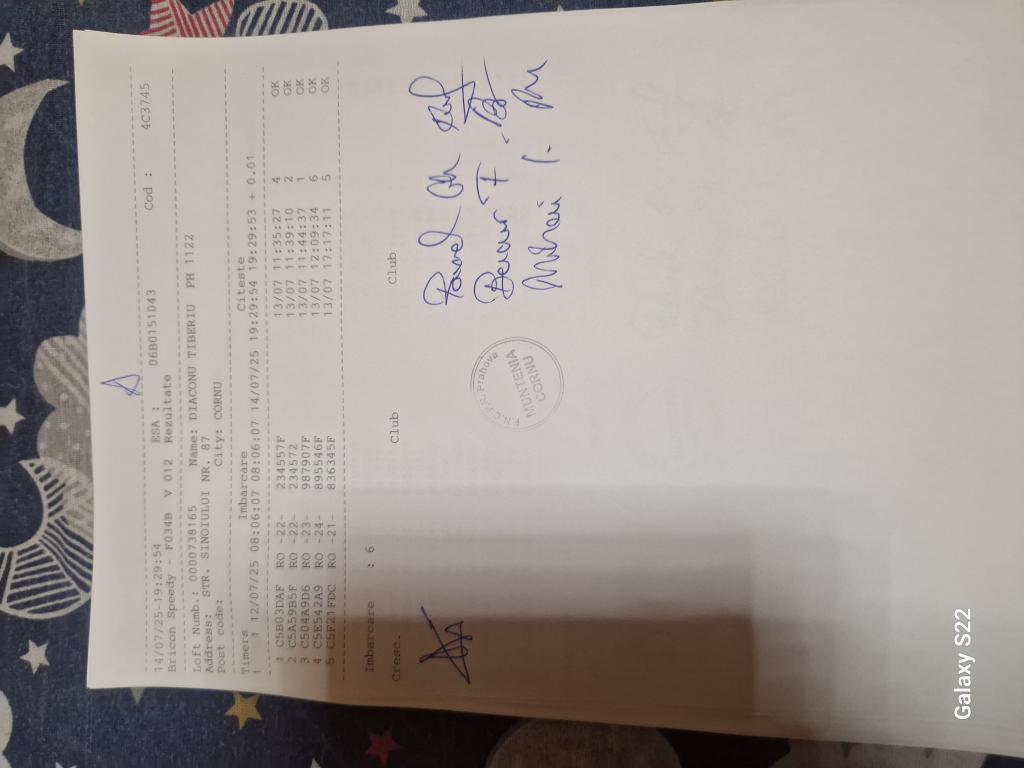 14/07/25-19:29:54 ESA : 06B0151043 Cod : 4C3745
Bricon Speedy - F034B V 012 Rezultate
Loft Numb.: 0000738165 Name: DIACONU TIBERIU PH 1122
Address: STR. SINOIULUI NR. 87
Post code: City: CORNU
Timers Imbarcare Citeste
1 1 12/07/25 08:06:07 08:06:07 14/07/25 19:29:54 19:29:53 + 0.01
1 C5B03DAF RO -22- 234557F 13/07 11:35:27 4 OK
2 C5A59B5F RO -22- 234572 13/07 11:39:10 2 OK
3 C504A9D6 RO -23- 987907F 13/07 11:44:37 1 OK
4 C5E542A9 RO -24- 895546F 13/07 12:09:34 6 OK
5 C5F21FDC RO -21- 836345F 13/07 17:17:11 5 OK
Imbarcare : 6
Cresc. Club Club
Prahova
MUNTENIA
CORNU
Mihai I.
Galaxy S22